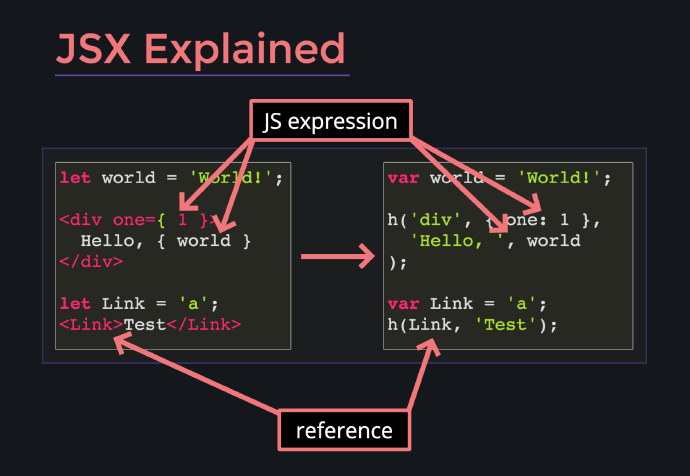 JSX Explained
JS expression
let world = 'World!';
<div one={ 1 }>
Hello, { world }
</div>
let Link = 'a';
<Link>Test</Link>
var world = 'World!';
h('div', { one: 1 },
'Hello, ', world
);
var Link = 'a';
h(Link, 'Test');
reference